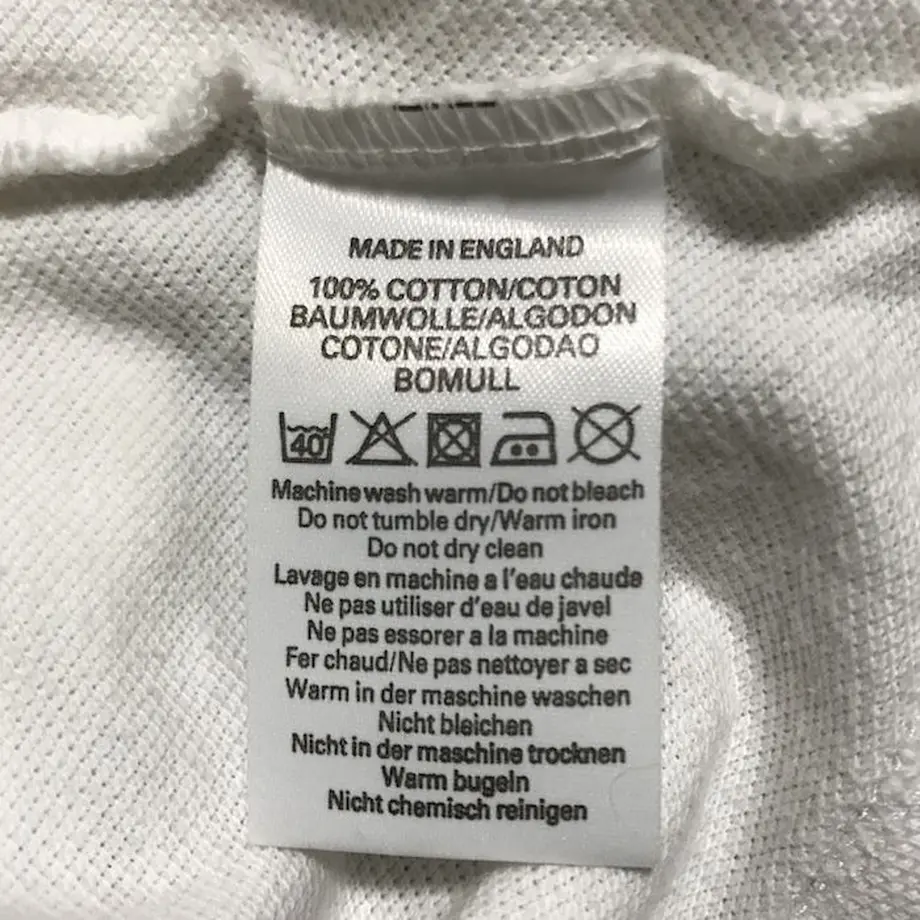 MADE IN ENGLAND
100% COTTON/COTON
BAUMWOLLE/ALGODON
COTONE/ALGODAO
BOMULL
40
Machine wash warm/Do not bleach
Do not tumble dry/Warm iron
Do not dry clean
Lavage en machine a l'eau chaude
Ne pas utiliser d'eau de javel
Ne pas essorer a la machine
Fer chaud/Ne pas nettoyer a sec
Warm in der maschine waschen
Nicht bleichen
Nicht in der maschine trocknen
Warm bugeln
Nicht chemisch reinigen